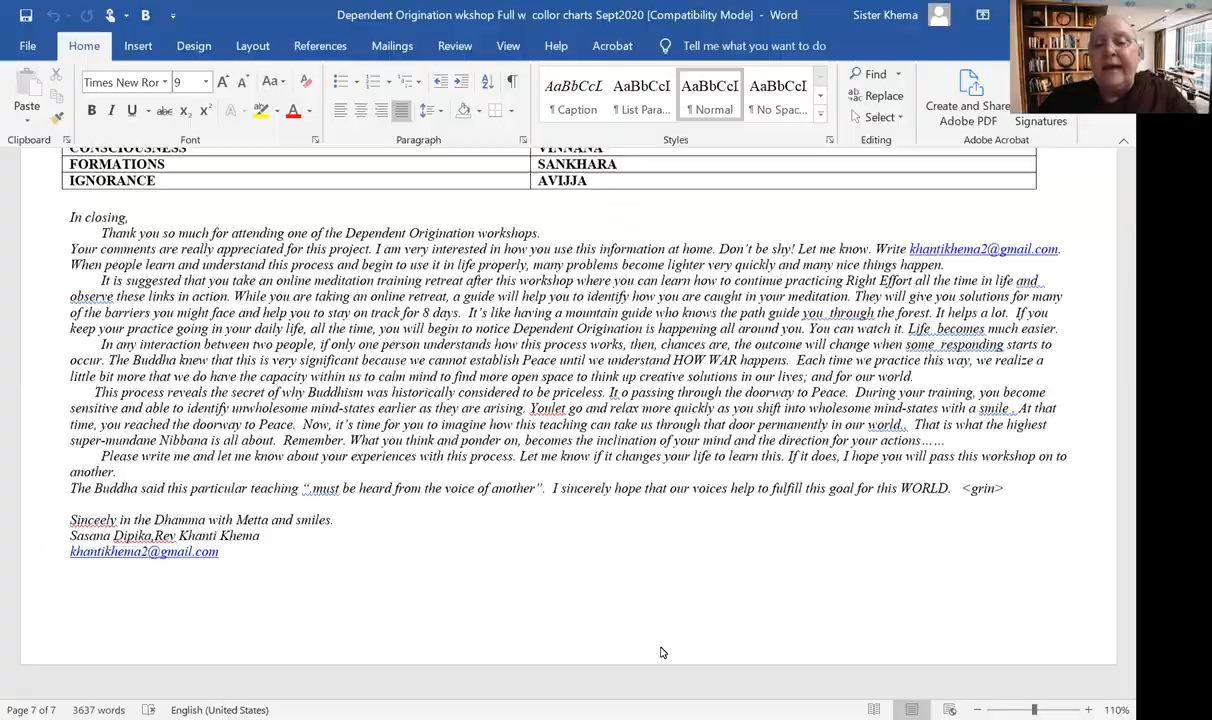 Dependent Origination wkshop Full w  collor charts Sept2020 [Compatibility Mode]  -  Word
Sister Khema
File Home Insert Design Layout References Mailings Review View Help Acrobat Tell me what you want to do
Paste
Clipboard
Times New Ror 9
B I U abc x₂ x²
Font
Paragraph
AaBbCcI AaBbCcI AaBbCcI AaBbCcI
Caption ¶ List Para... ¶ Normal ¶ No Spac...
Styles
Find
Replace
Select
Editing
Create and Share
Adobe PDF
Signatures
Adobe Acrobat
CONSCIOUSNESS VINNANA
FORMATIONS SANKHARA
IGNORANCE AVIJJA
In closing,
Thank you so much for attending one of the Dependent Origination workshops.
Your comments are really appreciated for this project. I am very interested in how you use this information at home. Don't be shy! Let me know. Write khantikhema2@gmail.com.
When people learn and understand this process and begin to use it in life properly, many problems become lighter very quickly and many nice things happen.
It is suggested that you take an online meditation training retreat after this workshop where you can learn how to continue practicing Right Effort all the time in life and
observe these links in action. While you are taking an online retreat, a guide will help you to identify how you are caught in your meditation. They will give you solutions for many
of the barriers you might face and help you to stay on track for 8 days.  It's like having a mountain guide who knows the path guide you  through the forest. It helps a lot.  If you
keep your practice going in your daily life, all the time, you will begin to notice Dependent Origination is happening all around you. You can watch it. Life  becomes much easier.
In any interaction between two people, if only one person understands how this process works, then, chances are, the outcome will change when some  responding starts to
occur. The Buddha knew that this is very significant because we cannot establish Peace until we understand HOW WAR happens.  Each time we practice this way, we realize a
little bit more that we do have the capacity within us to calm mind to find more open space to think up creative solutions in our lives; and for our world.
This process reveals the secret of why Buddhism was historically considered to be priceless. It o passing through the doorway to Peace.  During your training, you become
sensitive and able to identify unwholesome mind-states earlier as they are arising. Youlet go and relax more quickly as you shift into wholesome mind-states with a smile . At that
time, you reached the doorway to Peace.  Now, it's time for you to imagine how this teaching can take us through that door permanently in our world..  That is what the highest
super-mundane Nibbana is all about.  Remember. What you think and ponder on, becomes the inclination of your mind and the direction for your actions……
Please write me and let me know about your experiences with this process. Let me know if it changes your life to learn this. If it does, I hope you will pass this workshop on to
another.
The Buddha said this particular teaching “ must be heard from the voice of another”.  I sincerely hope that our voices help to fulfill this goal for this WORLD.   <grin>
Sinceely in the Dhamma with Metta and smiles.
Sasana Dipika,Rev Khanti Khema
khantikhema2@gmail.com
Page 7 of 7 3637 words English (United States) 110%